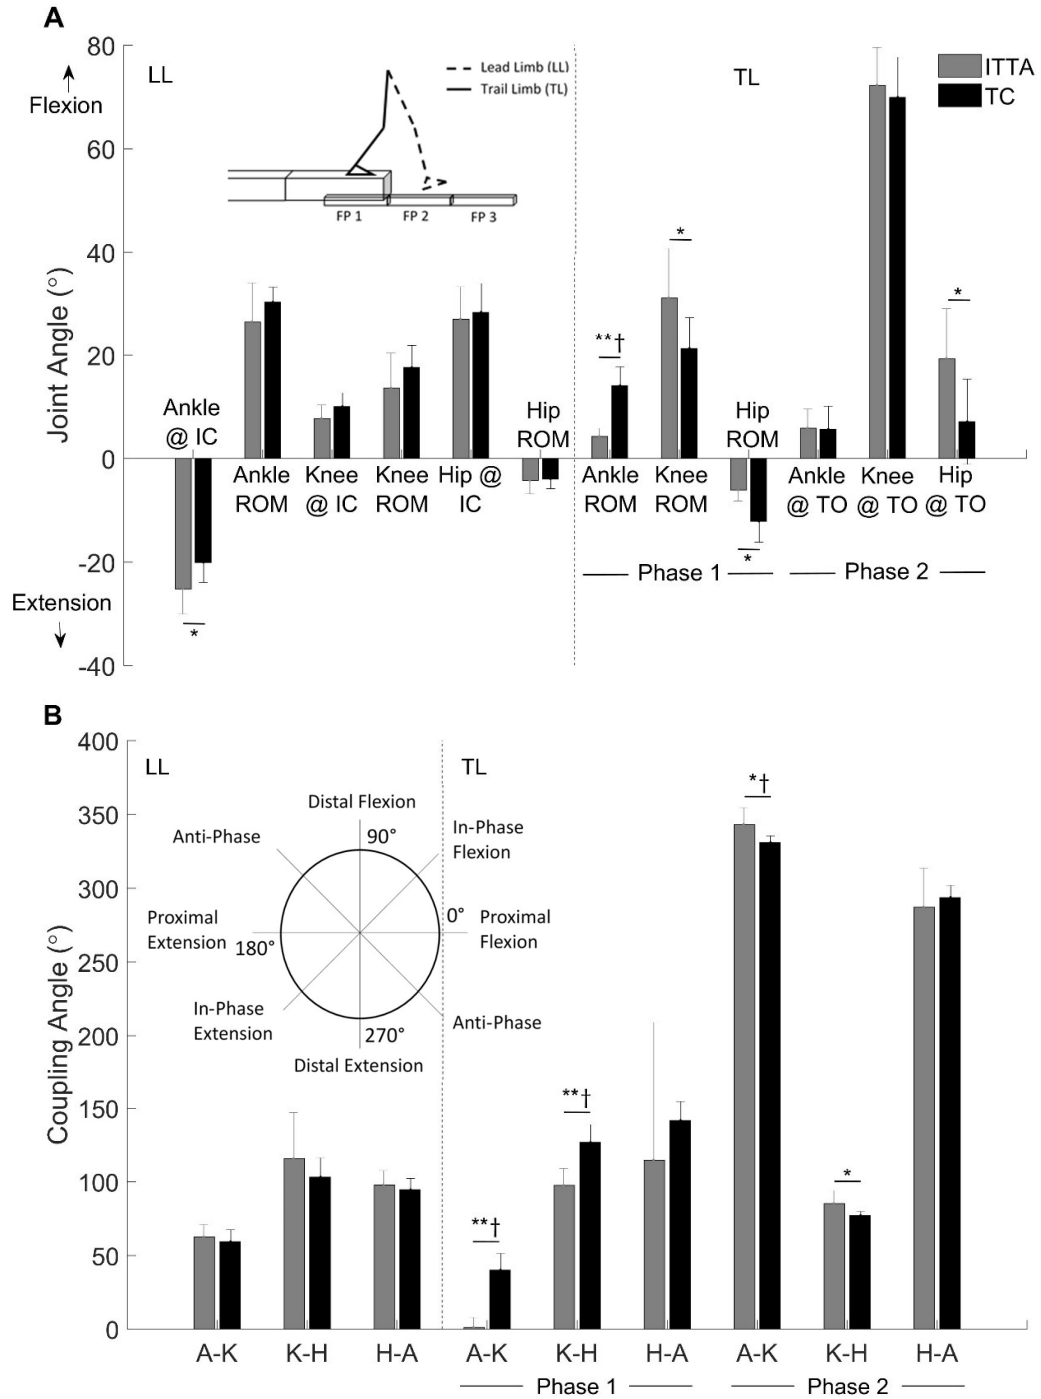 A
80
60
40
20
0
-20
-40
Joint Angle (°)
Flexion
Extension
LL
TL
Lead Limb (LL)
Trail Limb (TL)
FP 1
FP 2
FP 3
ITTA
TC
Ankle
@ IC
Ankle
ROM
Knee
@ IC
Knee
ROM
Hip @
IC
Hip
ROM
Ankle
ROM
Knee
ROM
Hip
ROM
Ankle
@ TO
Knee
@ TO
Hip
@ TO
*
**†
*
*
*
Phase 1
Phase 2
B
400
350
300
250
200
150
100
50
0
Coupling Angle (°)
LL
TL
Distal Flexion
90°
In-Phase
Flexion
Anti-Phase
0°
Proximal
Flexion
Proximal
Extension
180°
In-Phase
Extension
270°
Anti-Phase
Distal Extension
**†
**†
*†
*
A-K
K-H
H-A
A-K
K-H
H-A
A-K
K-H
H-A
Phase 1
Phase 2